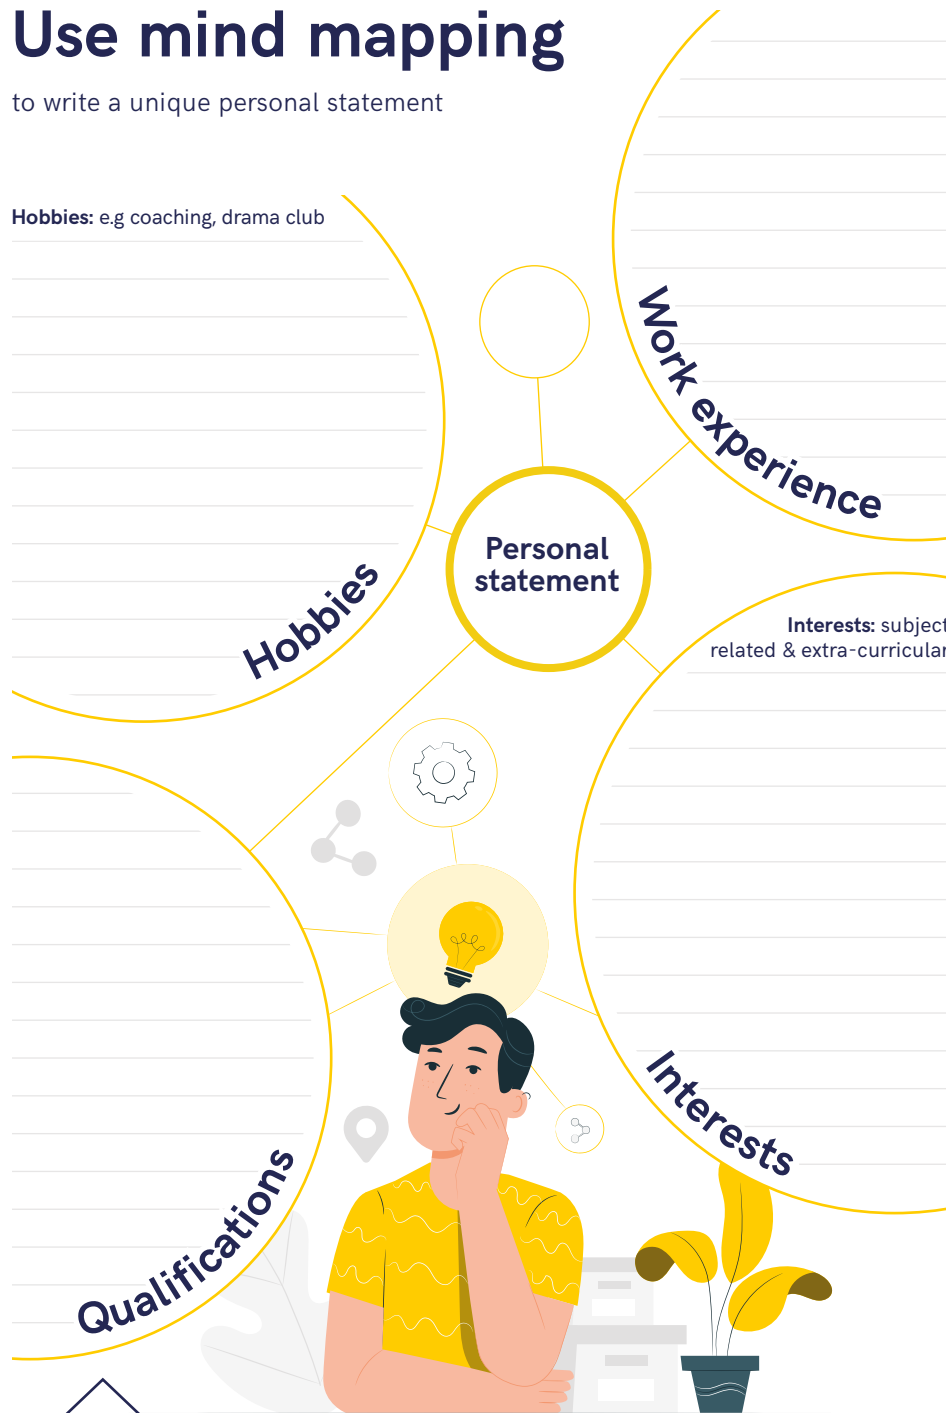 Use mind mapping
to write a unique personal statement
Hobbies: e.g coaching, drama club
Work experience
Personal
statement
Hobbies
Interests: subject
related & extra-curricular
Interests
Qualifications